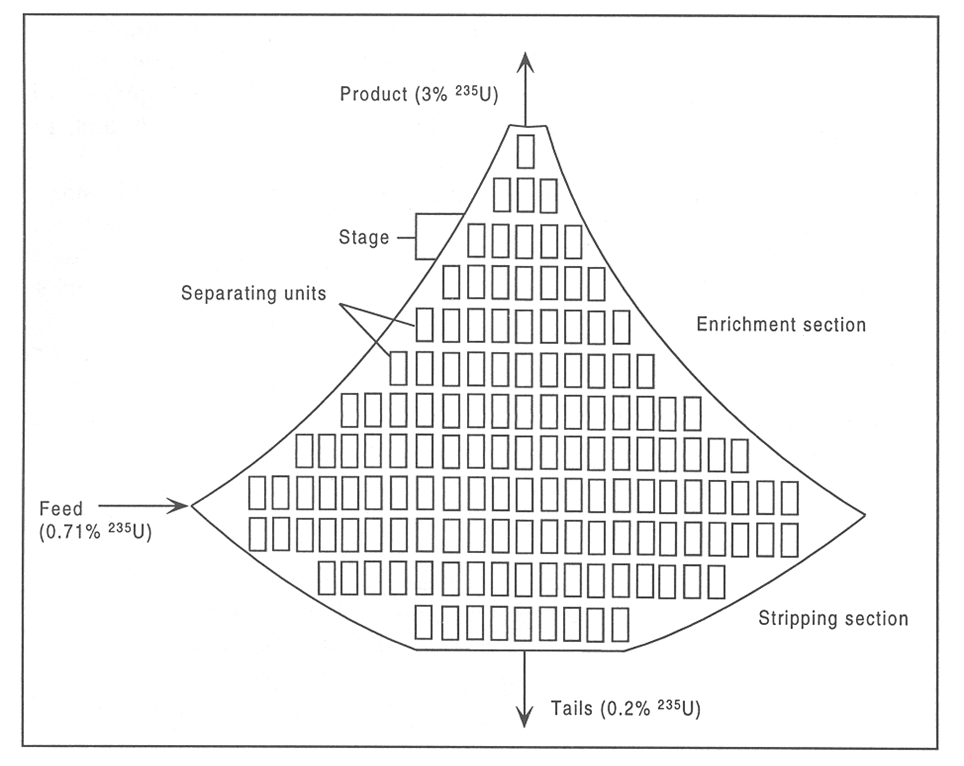 Product (3% ²³⁵U)
Stage
Separating units
Enrichment section
Feed
(0.71% ²³⁵U)
Stripping section
Tails (0.2% ²³⁵U)